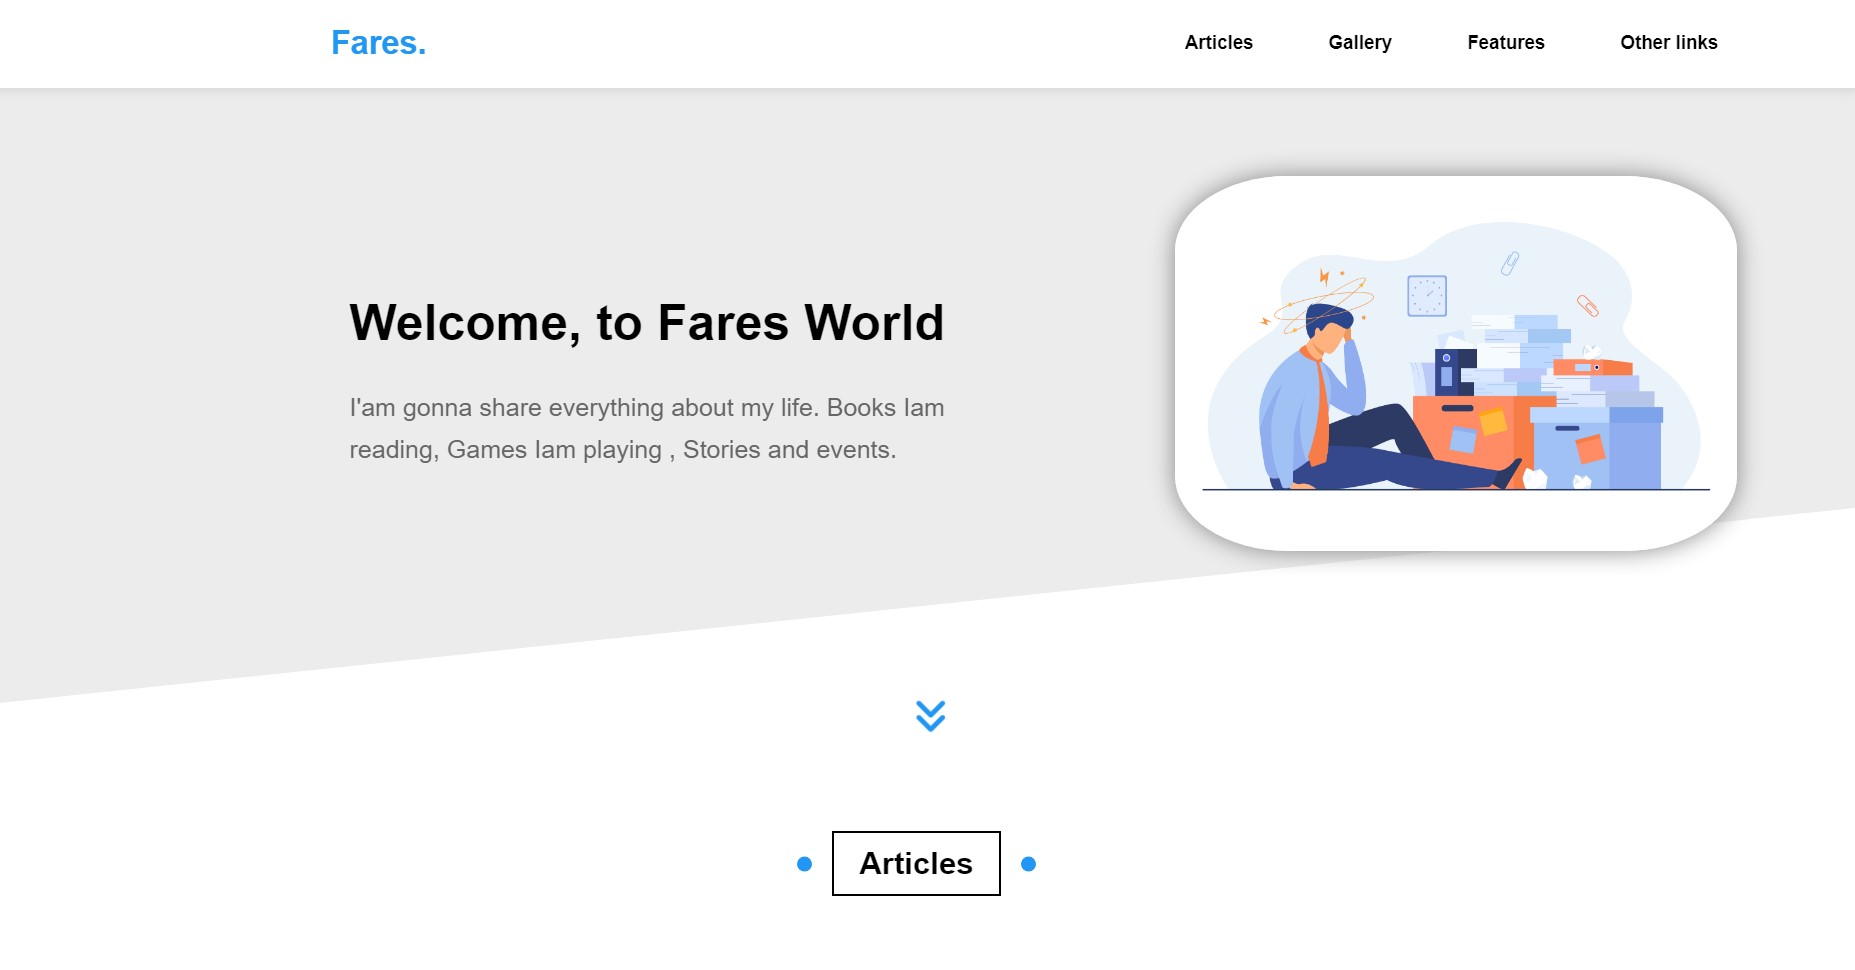 Fares.
Articles
Gallery
Features
Other links
Welcome, to Fares World
I'am gonna share everything about my life. Books Iam
reading, Games Iam playing , Stories and events.
Articles